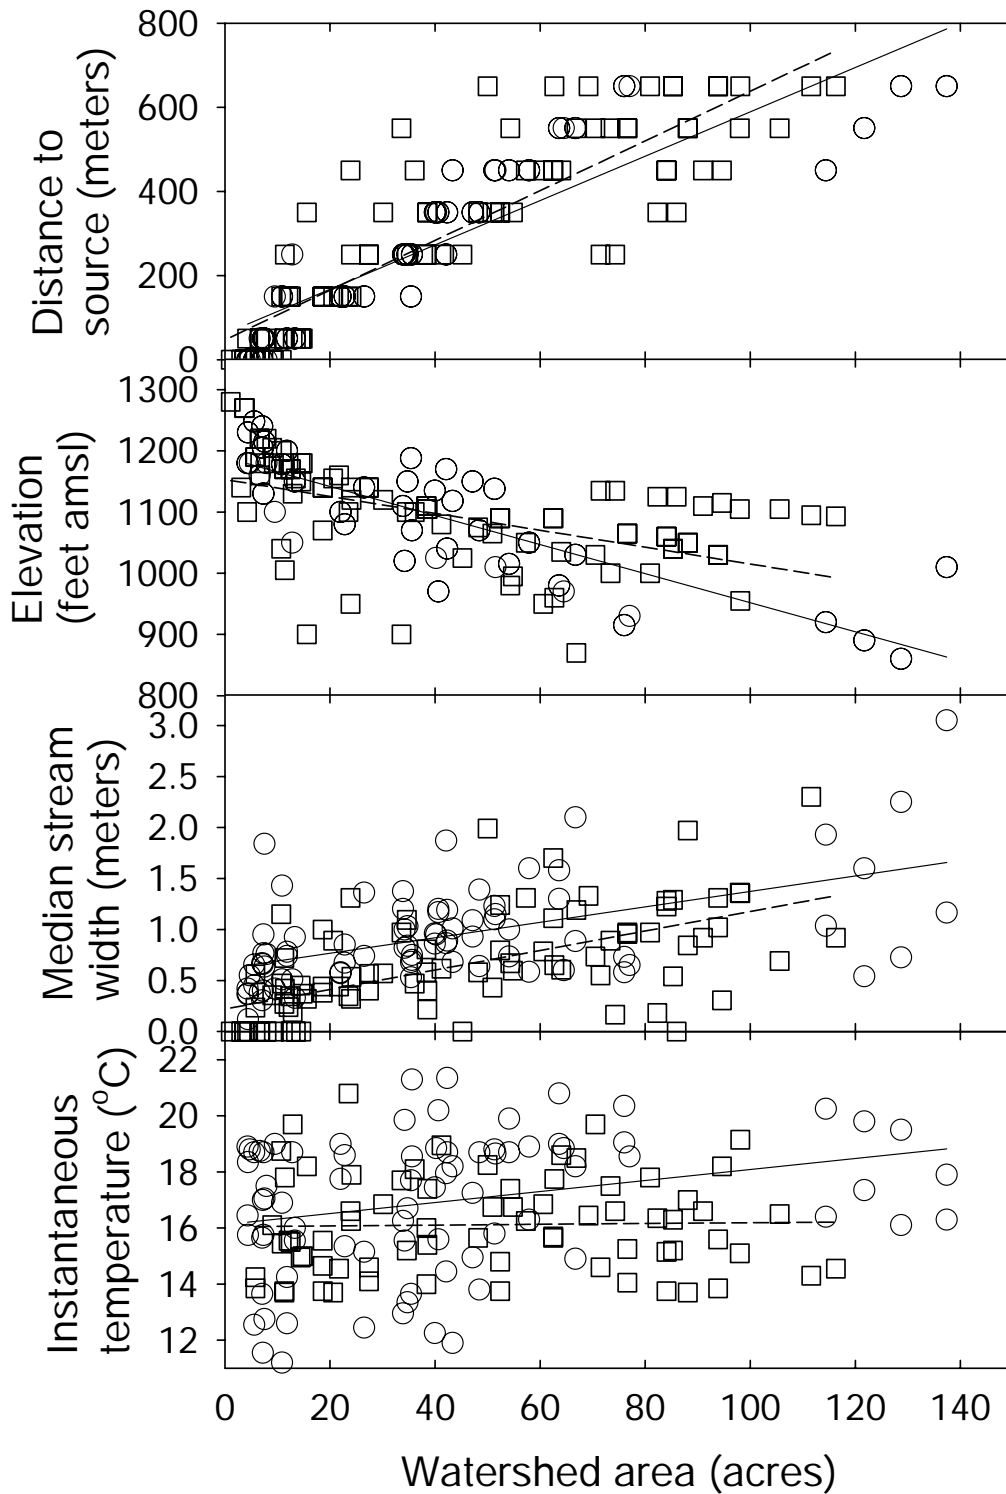 Distance to
source (meters)
800
600
400
200
0
Elevation
(feet amsl)
1300
1200
1100
1000
900
800
Median stream
width (meters)
3.0
2.5
2.0
1.5
1.0
0.5
0.0
Instantaneous
temperature (°C)
22
20
18
16
14
12
0 20 40 60 80 100 120 140
Watershed area (acres)